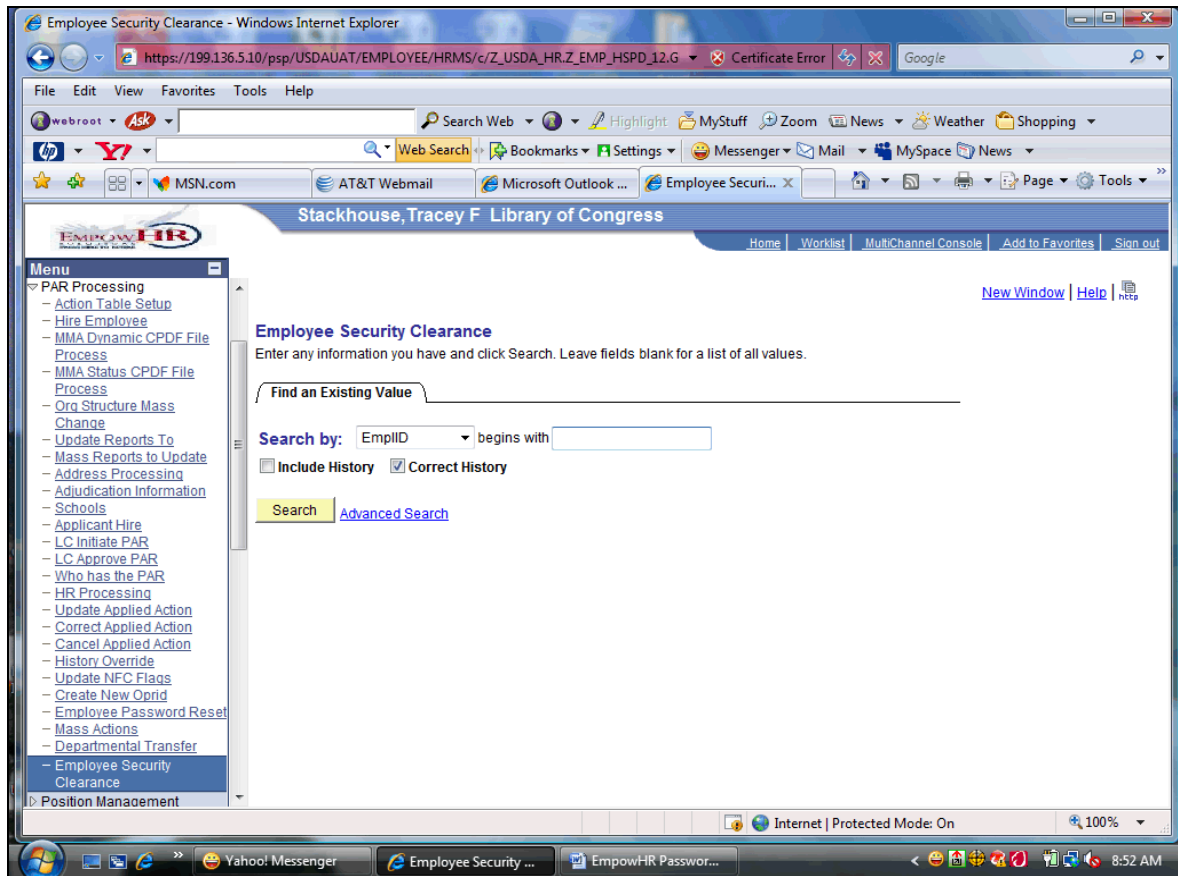 Employee Security Clearance - Windows Internet Explorer
https://199.136.5.10/psp/USDAUAT/EMPLOYEE/HRMS/c/Z_USDA_HR.Z_EMP_HSPD_12.G Certificate Error Google
File Edit View Favorites Tools Help
webroot Ask Search Web Highlight MyStuff Zoom News Weather Shopping
hp Y! Web Search Bookmarks Settings Messenger Mail MySpace News
MSN.com AT&T Webmail Microsoft Outlook ... Employee Securi... X Page Tools
Stackhouse,Tracey F Library of Congress
EMPOWHR
Home Worklist MultiChannel Console Add to Favorites Sign out
Menu
PAR Processing
– Action Table Setup
– Hire Employee
– MMA Dynamic CPDF File
Process
– MMA Status CPDF File
Process
– Org Structure Mass
Change
– Update Reports To
– Mass Reports to Update
– Address Processing
– Adjudication Information
– Schools
– Applicant Hire
– LC Initiate PAR
– LC Approve PAR
– Who has the PAR
– HR Processing
– Update Applied Action
– Correct Applied Action
– Cancel Applied Action
– History Override
– Update NFC Flags
– Create New Oprid
– Employee Password Reset
– Mass Actions
– Departmental Transfer
– Employee Security
Clearance
Position Management
New Window | Help | http
Employee Security Clearance
Enter any information you have and click Search. Leave fields blank for a list of all values.
Find an Existing Value
Search by: EmplID begins with
Include History Correct History
Search Advanced Search
Internet | Protected Mode: On 100%
Yahoo! Messenger Employee Security ... EmpowHR Passwor... 8:52 AM